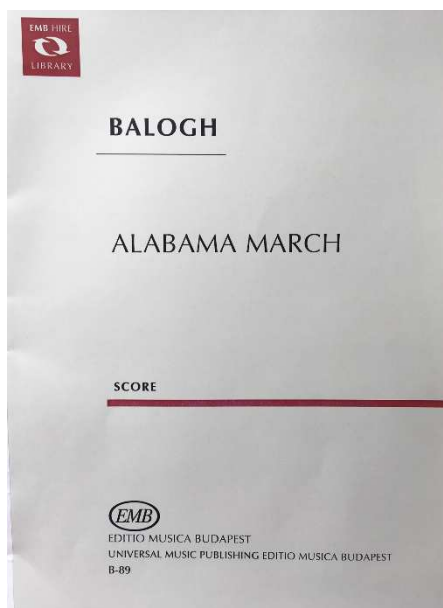 EMB HIRE
LIBRARY
BALOGH
ALABAMA MARCH
SCORE
EMB
EDITIO MUSICA BUDAPEST
UNIVERSAL MUSIC PUBLISHING EDITIO MUSICA BUDAPEST
B-89